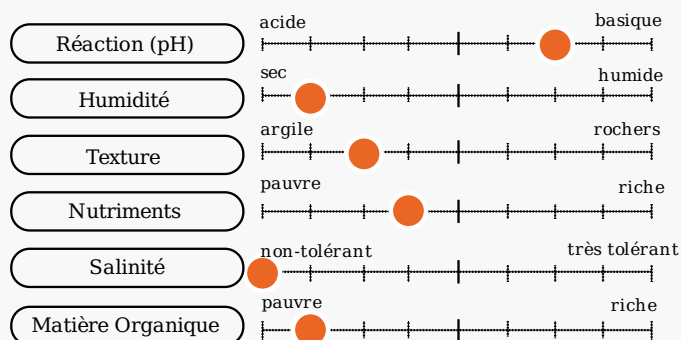 acide basique
Réaction (pH)
sec humide
Humidité
argile rochers
Texture
pauvre riche
Nutriments
non-tolérant très tolérant
Salinité
pauvre riche
Matière Organique